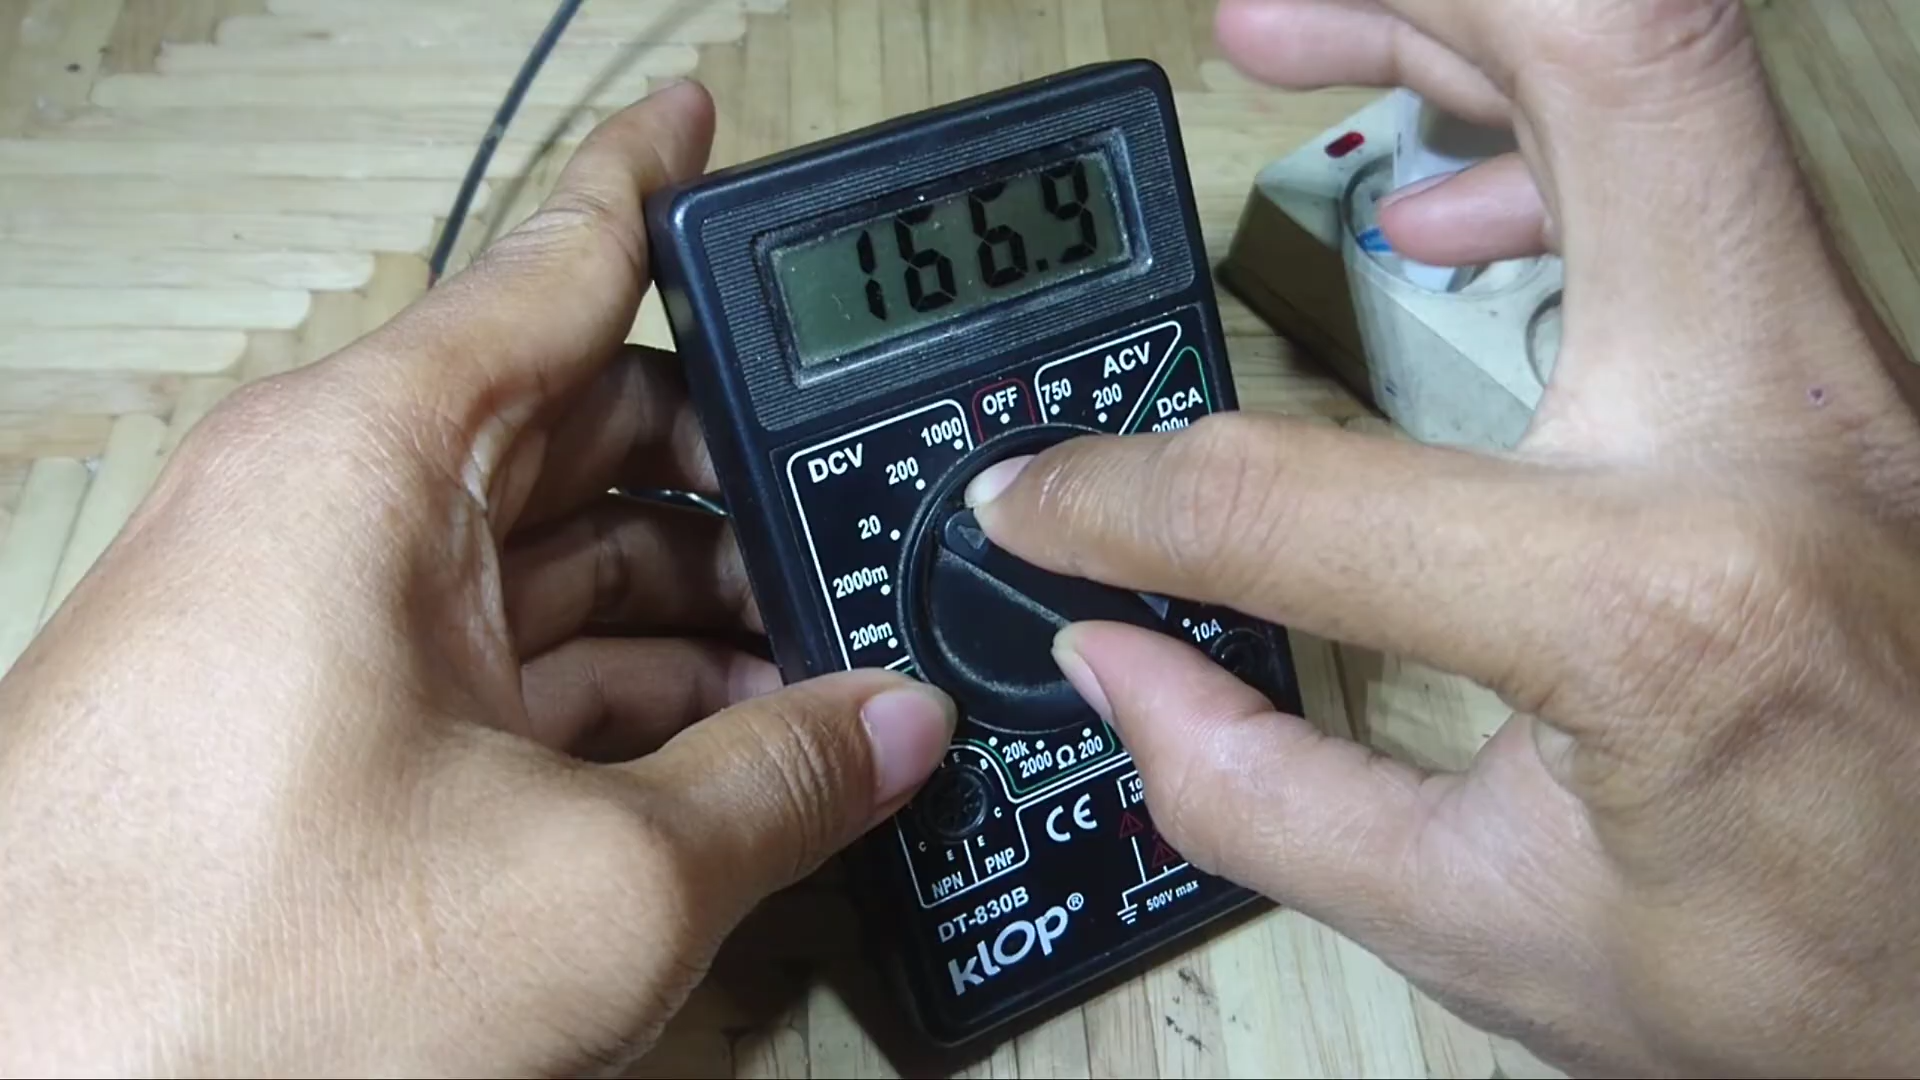 166.9
OFF
750
200
ACV
DCA
200µ
DCV
1000
200
20
2000m
200m
10A
20k
2000 Ω 200
E
B
C
C
E
E
NPN
PNP
CE
500V max
DT-830B
klOp®